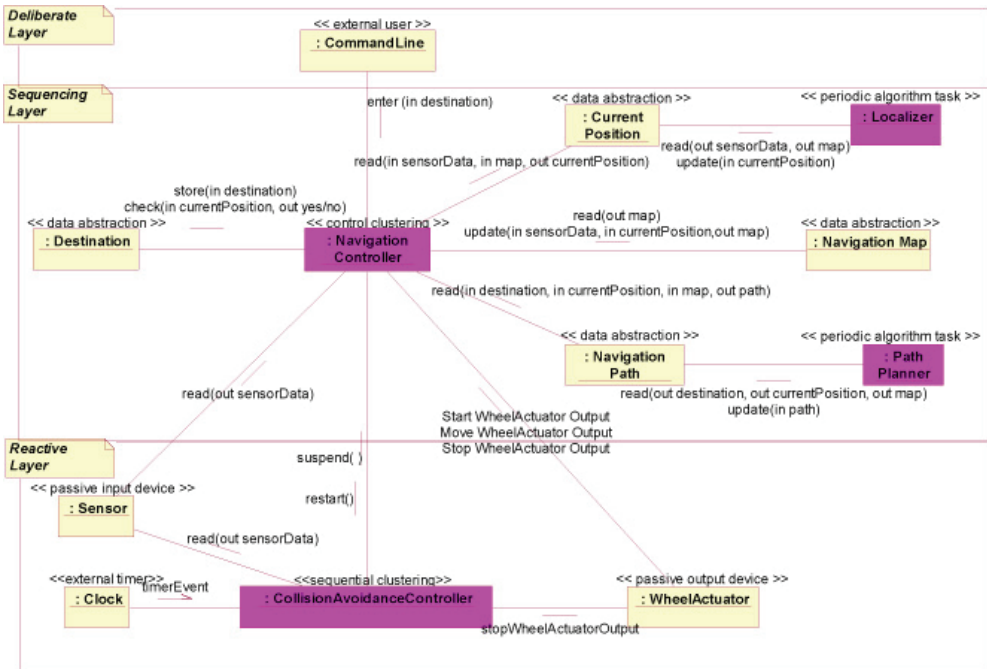 Deliberate
Layer
<< external user >>
: CommandLine
Sequencing
Layer
enter (in destination)
<< data abstraction >>
: Current
Position
<< periodic algorithm task >>
: Localizer
read(out sensorData, out map)
update(in currentPosition)
read(in sensorData, in map, out currentPosition)
store(in destination)
check(in currentPosition, out yes/no)
<< data abstraction >>
: Destination
<< control clustering >>
: Navigation
Controller
read(out map)
update(in sensorData, in currentPosition,out map)
<< data abstraction >>
: Navigation Map
read(in destination, in currentPosition, in map, out path)
<< data abstraction >>
: Navigation
Path
<< periodic algorithm task >>
: Path
Planner
read(out destination, out currentPosition, out map)
update(in path)
read(out sensorData)
Start WheelActuator Output
Move WheelActuator Output
Stop WheelActuator Output
Reactive
Layer
suspend( )
restart()
<< passive input device >>
: Sensor
read(out sensorData)
<<external timer>>
: Clock
timerEvent
<<sequential clustering>>
: CollisionAvoidanceController
<< passive output device >>
: WheelActuator
stopWheelActuatorOutput